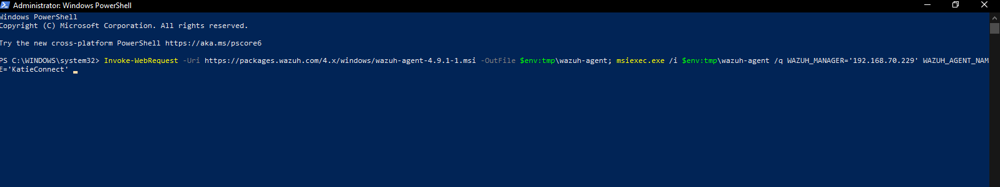 Administrator: Windows PowerShell
Windows PowerShell
Copyright (C) Microsoft Corporation. All rights reserved.
Try the new cross-platform PowerShell https://aka.ms/pscore6
PS C:\WINDOWS\system32> Invoke-WebRequest -Uri https://packages.wazuh.com/4.x/windows/wazuh-agent-4.9.1-1.msi -OutFile $env:tmp\wazuh-agent; msiexec.exe /i $env:tmp\wazuh-agent /q WAZUH_MANAGER='192.168.70.229' WAZUH_AGENT_NAM
E='KatieConnect'